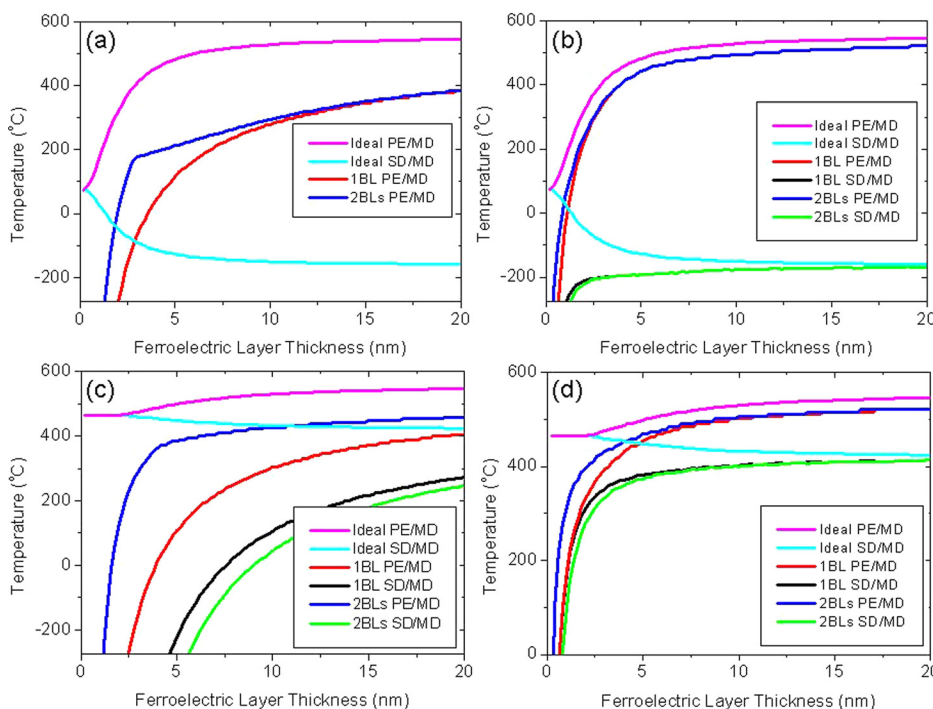 (a)
600
400
200
0
-200
Temperature (°C)
Ideal PE/MD
Ideal SD/MD
1BL PE/MD
2BLs PE/MD
0 5 10 15 20
Ferroelectric Layer Thickness (nm)
(b)
600
400
200
0
-200
Temperature (°C)
Ideal PE/MD
Ideal SD/MD
1BL PE/MD
1BL SD/MD
2BLs PE/MD
2BLs SD/MD
0 5 10 15 20
Ferroelectric Layer Thickness (nm)
(c)
600
400
200
0
-200
Temperature (°C)
Ideal PE/MD
Ideal SD/MD
1BL PE/MD
1BL SD/MD
2BLs PE/MD
2BLs SD/MD
0 5 10 15 20
Ferroelectric Layer Thickness (nm)
(d)
600
400
200
0
Temperature (°C)
Ideal PE/MD
Ideal SD/MD
1BL PE/MD
1BL SD/MD
2BLs PE/MD
2BLs SD/MD
0 5 10 15 20
Ferroelectric Layer Thickness (nm)